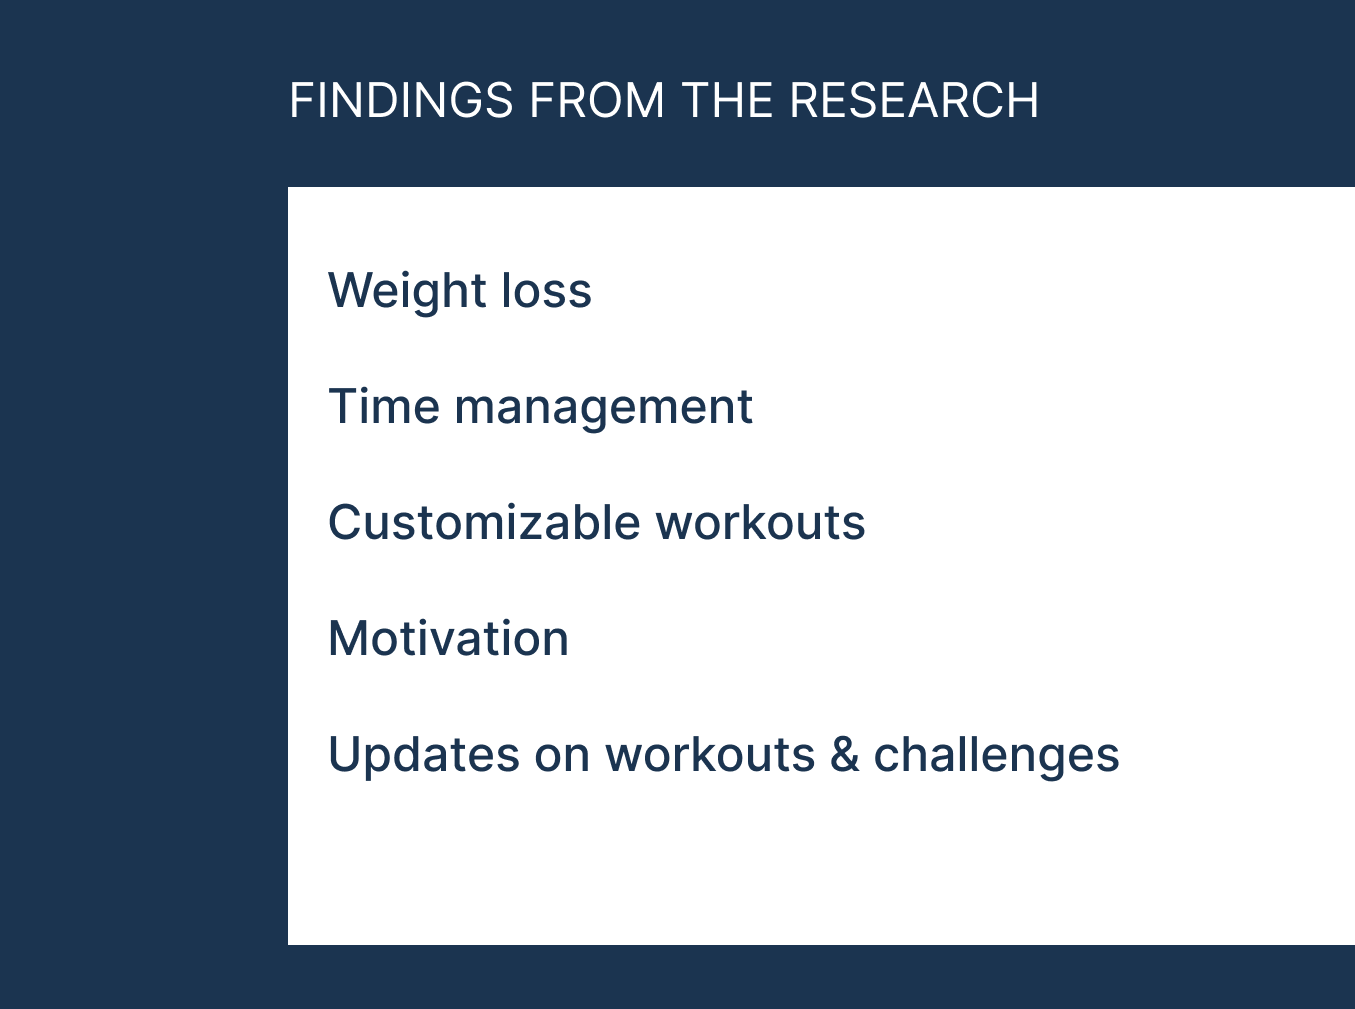 FINDINGS FROM THE RESEARCH
Weight loss
Time management
Customizable workouts
Motivation
Updates on workouts & challenges